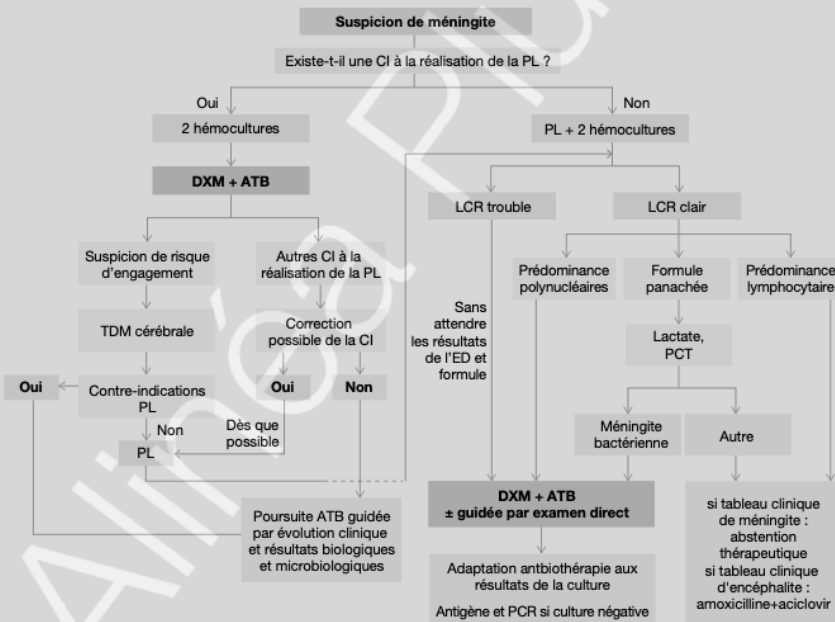 Suspicion de méningite
Existe-t-il une CI à la réalisation de la PL ?
Oui
Non
2 hémocultures
PL + 2 hémocultures
DXM + ATB
LCR trouble
LCR clair
Suspicion de risque
d'engagement
Autres CI à la
réalisation de la PL
Prédominance
polynucléaires
Formule
panachée
Prédominance
lymphocytaire
Sans
attendre
les résultats
de l'ED et
formule
TDM cérébrale
Correction
possible de la CI
Lactate,
PCT
Oui
Contre-indications
PL
Oui
Non
Non
Dès que
possible
PL
Méningite
bactérienne
Autre
Poursuite ATB guidée
par évolution clinique
et résultats biologiques
et microbiologiques
DXM + ATB
± guidée par examen direct
si tableau clinique
de méningite :
abstention
thérapeutique
si tableau clinique
d'encéphalite :
amoxicilline+aciclovir
Adaptation antbiothérapie aux
résultats de la culture
Antigène et PCR si culture négative
Alinéa Plu